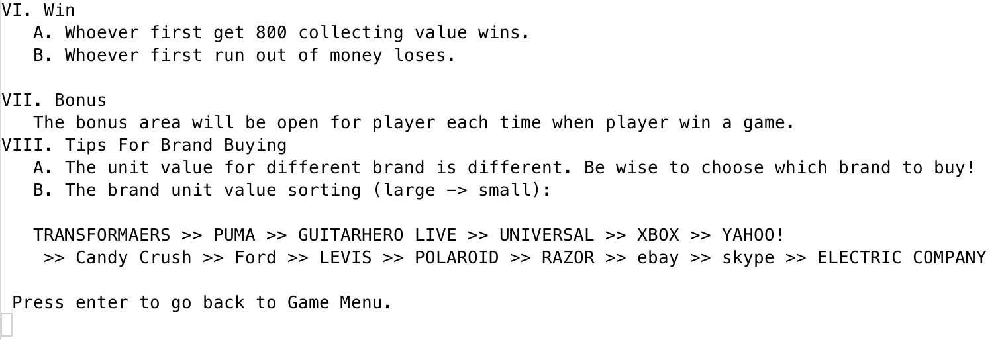 VI. Win
A. Whoever first get 800 collecting value wins.
B. Whoever first run out of money loses.
VII. Bonus
The bonus area will be open for player each time when player win a game.
VIII. Tips For Brand Buying
A. The unit value for different brand is different. Be wise to choose which brand to buy!
B. The brand unit value sorting (large —> small):
TRANSFORMAERS >> PUMA >> GUITARHERO LIVE >> UNIVERSAL >> XBOX >> YAHOO!
>> Candy Crush >> Ford >> LEVIS >> POLAROID >> RAZOR >> ebay >> skype >> ELECTRIC COMPANY
Press enter to go back to Game Menu.